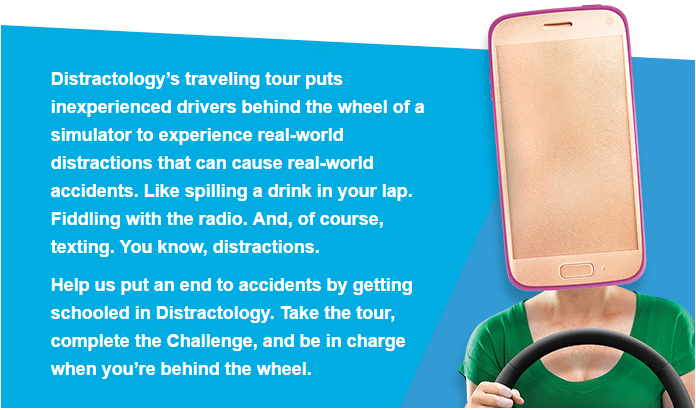 Distractology’s traveling tour puts
inexperienced drivers behind the wheel of a
simulator to experience real-world
distractions that can cause real-world
accidents. Like spilling a drink in your lap.
Fiddling with the radio. And, of course,
texting. You know, distractions.
Help us put an end to accidents by getting
schooled in Distractology. Take the tour,
complete the Challenge, and be in charge
when you’re behind the wheel.